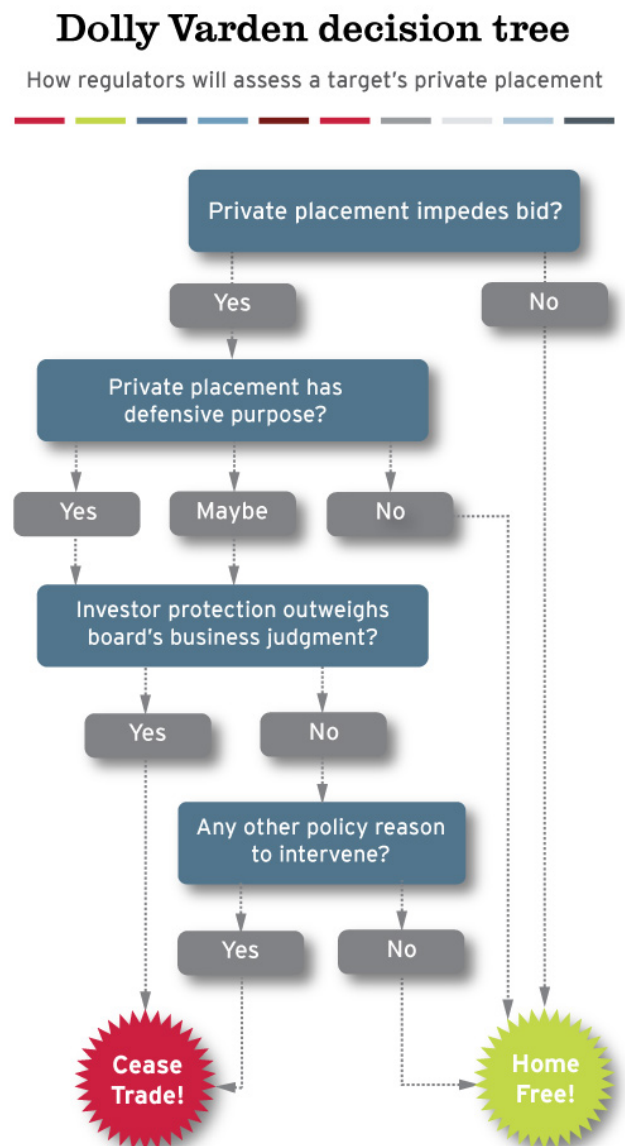 Dolly Varden decision tree
How regulators will assess a target's private placement
Private placement impedes bid?
Yes
No
Private placement has
defensive purpose?
Yes
Maybe
No
Investor protection outweighs
board's business judgment?
Yes
No
Any other policy reason
to intervene?
Yes
No
Cease
Trade!
Home
Free!